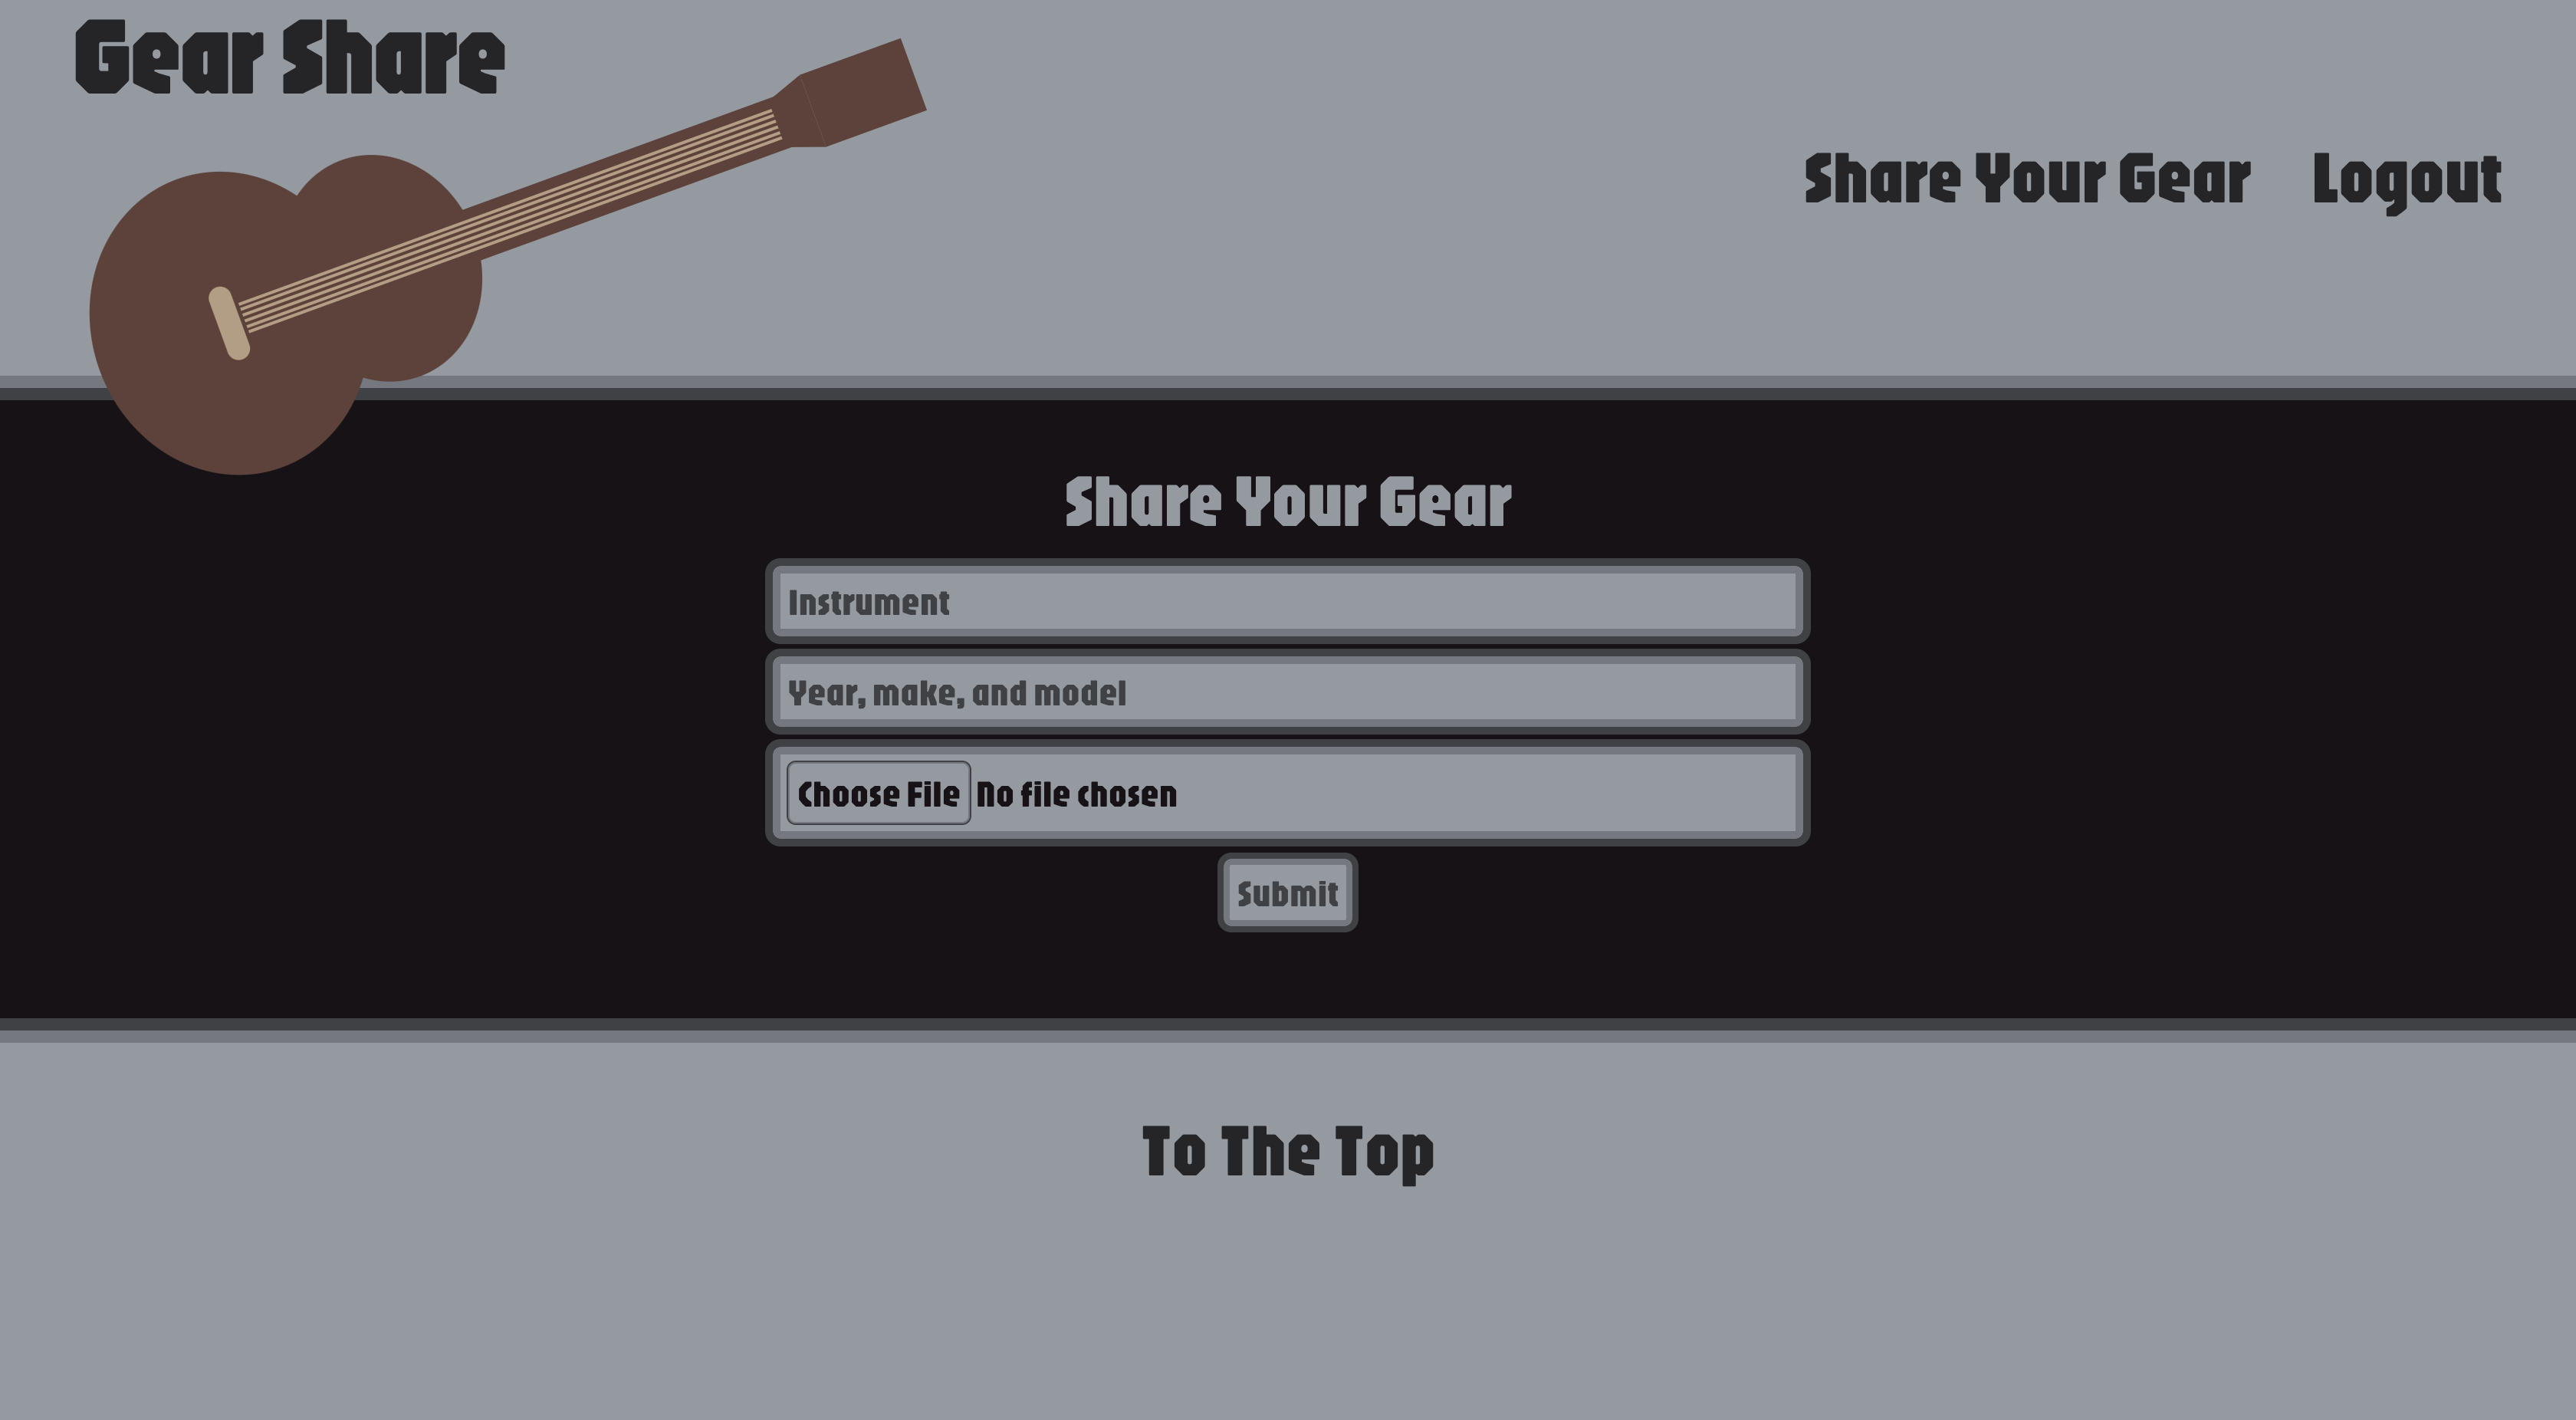 Gear Share
Share Your Gear Logout
Share Your Gear
Instrument
Year, make, and model
Choose File No file chosen
Submit
To The Top